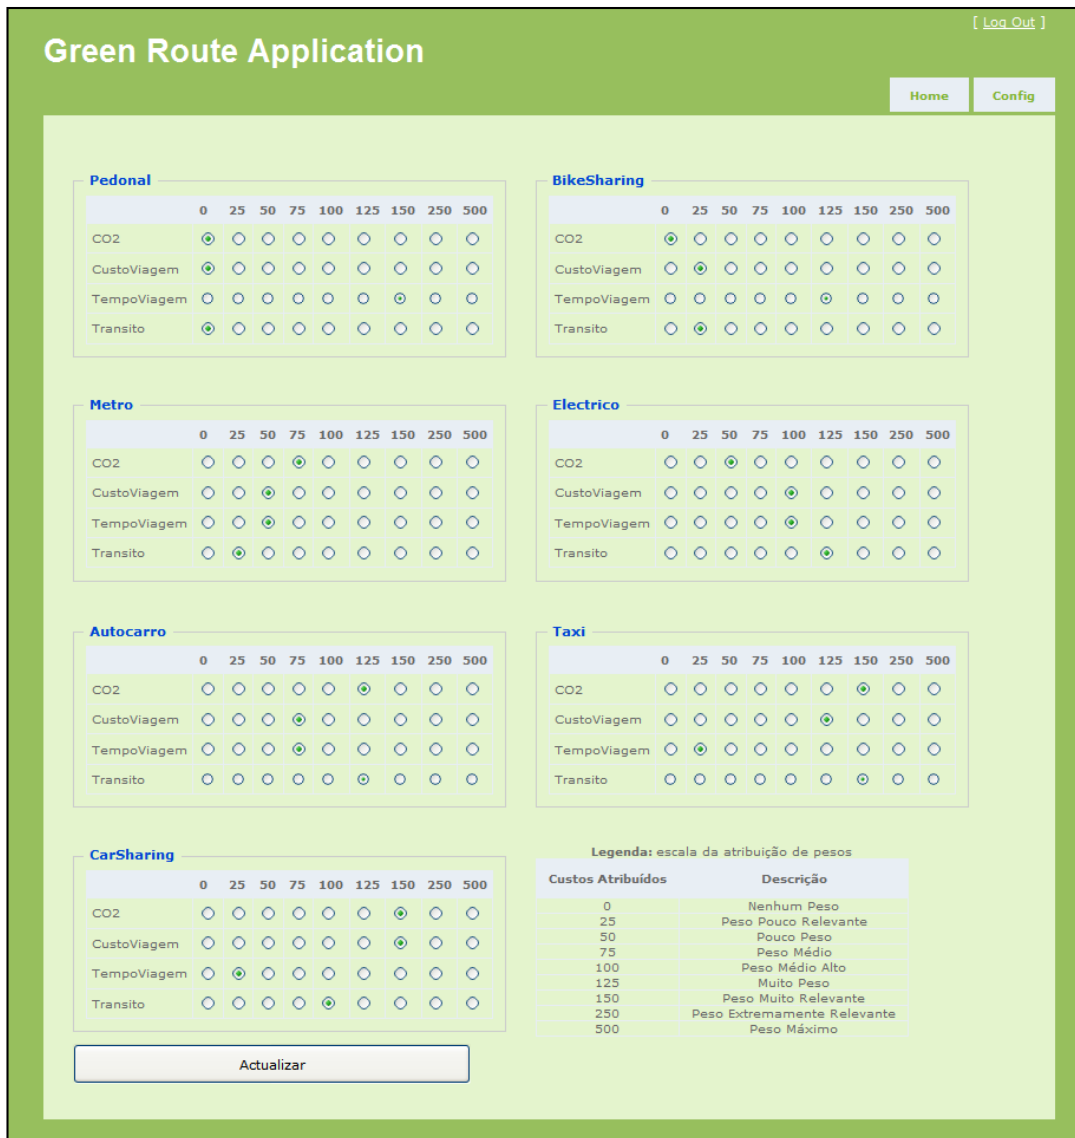 [ Log Out ]
Green Route Application
Home Config
Pedonal
0 25 50 75 100 125 150 250 500
CO2
CustoViagem
TempoViagem
Transito
BikeSharing
0 25 50 75 100 125 150 250 500
CO2
CustoViagem
TempoViagem
Transito
Metro
0 25 50 75 100 125 150 250 500
CO2
CustoViagem
TempoViagem
Transito
Electrico
0 25 50 75 100 125 150 250 500
CO2
CustoViagem
TempoViagem
Transito
Autocarro
0 25 50 75 100 125 150 250 500
CO2
CustoViagem
TempoViagem
Transito
Taxi
0 25 50 75 100 125 150 250 500
CO2
CustoViagem
TempoViagem
Transito
CarSharing
0 25 50 75 100 125 150 250 500
CO2
CustoViagem
TempoViagem
Transito
Legenda: escala da atribuição de pesos
Custos Atribuídos Descrição
0 Nenhum Peso
25 Peso Pouco Relevante
50 Pouco Peso
75 Peso Médio
100 Peso Médio Alto
125 Muito Peso
150 Peso Muito Relevante
250 Peso Extremamente Relevante
500 Peso Máximo
Actualizar